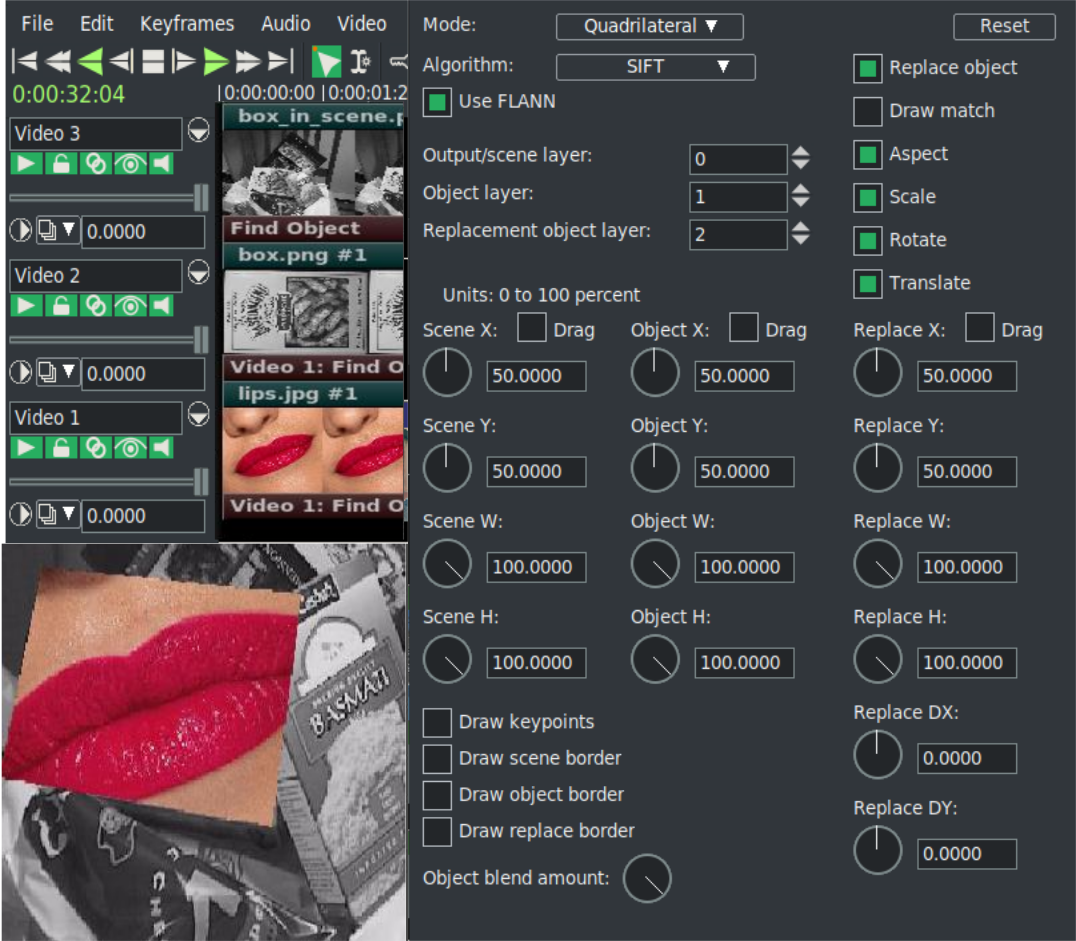 File Edit Keyframes Audio Video
0:00:32:04
0:00:00:00 0:00:01:2
Video 3
box_in_scene.p
0.0000
Find Object
Video 2
box.png #1
0.0000
Video 1: Find O
Video 1
lips.jpg #1
0.0000
Video 1: Find O
BASMATI
Mode: Quadrilateral Reset
Algorithm: SIFT
Use FLANN
Output/scene layer: 0
Object layer: 1
Replacement object layer: 2
Replace object
Draw match
Aspect
Scale
Rotate
Translate
Units: 0 to 100 percent
Scene X: Drag Object X: Drag Replace X: Drag
50.0000 50.0000 50.0000
Scene Y: Object Y: Replace Y:
50.0000 50.0000 50.0000
Scene W: Object W: Replace W:
100.0000 100.0000 100.0000
Scene H: Object H: Replace H:
100.0000 100.0000 100.0000
Draw keypoints
Draw scene border
Draw object border
Draw replace border
Object blend amount:
Replace DX:
0.0000
Replace DY:
0.0000